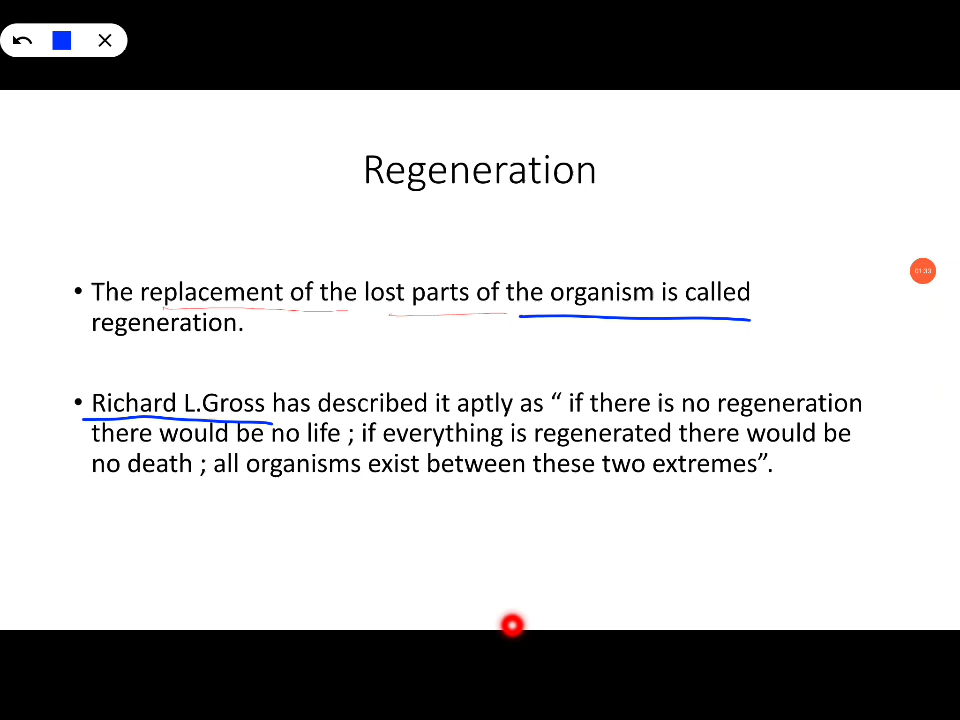 Regeneration
01:33
• The replacement of the lost parts of the organism is called
regeneration.
• Richard L.Gross has described it aptly as “ if there is no regeneration
there would be no life ; if everything is regenerated there would be
no death ; all organisms exist between these two extremes”.